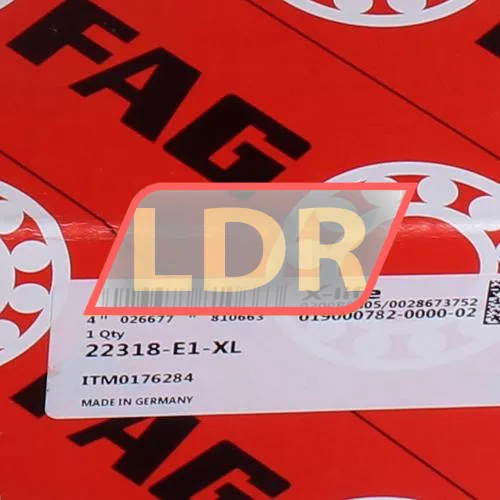 FAG
LDR
X-life
/0028673752
4 026677 810663
019000782-0000-02
1 Qty
22318-E1-XL
ITM0176284
MADE IN GERMANY
FAG